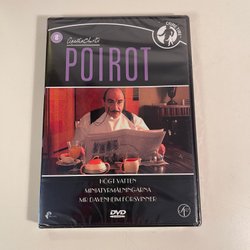 Agatha Christie's
POIROT
HÖGT VATTEN
MINIATYRMÅLNINGARNA
MR DAVENHEIM FÖRSVINNER
DVD